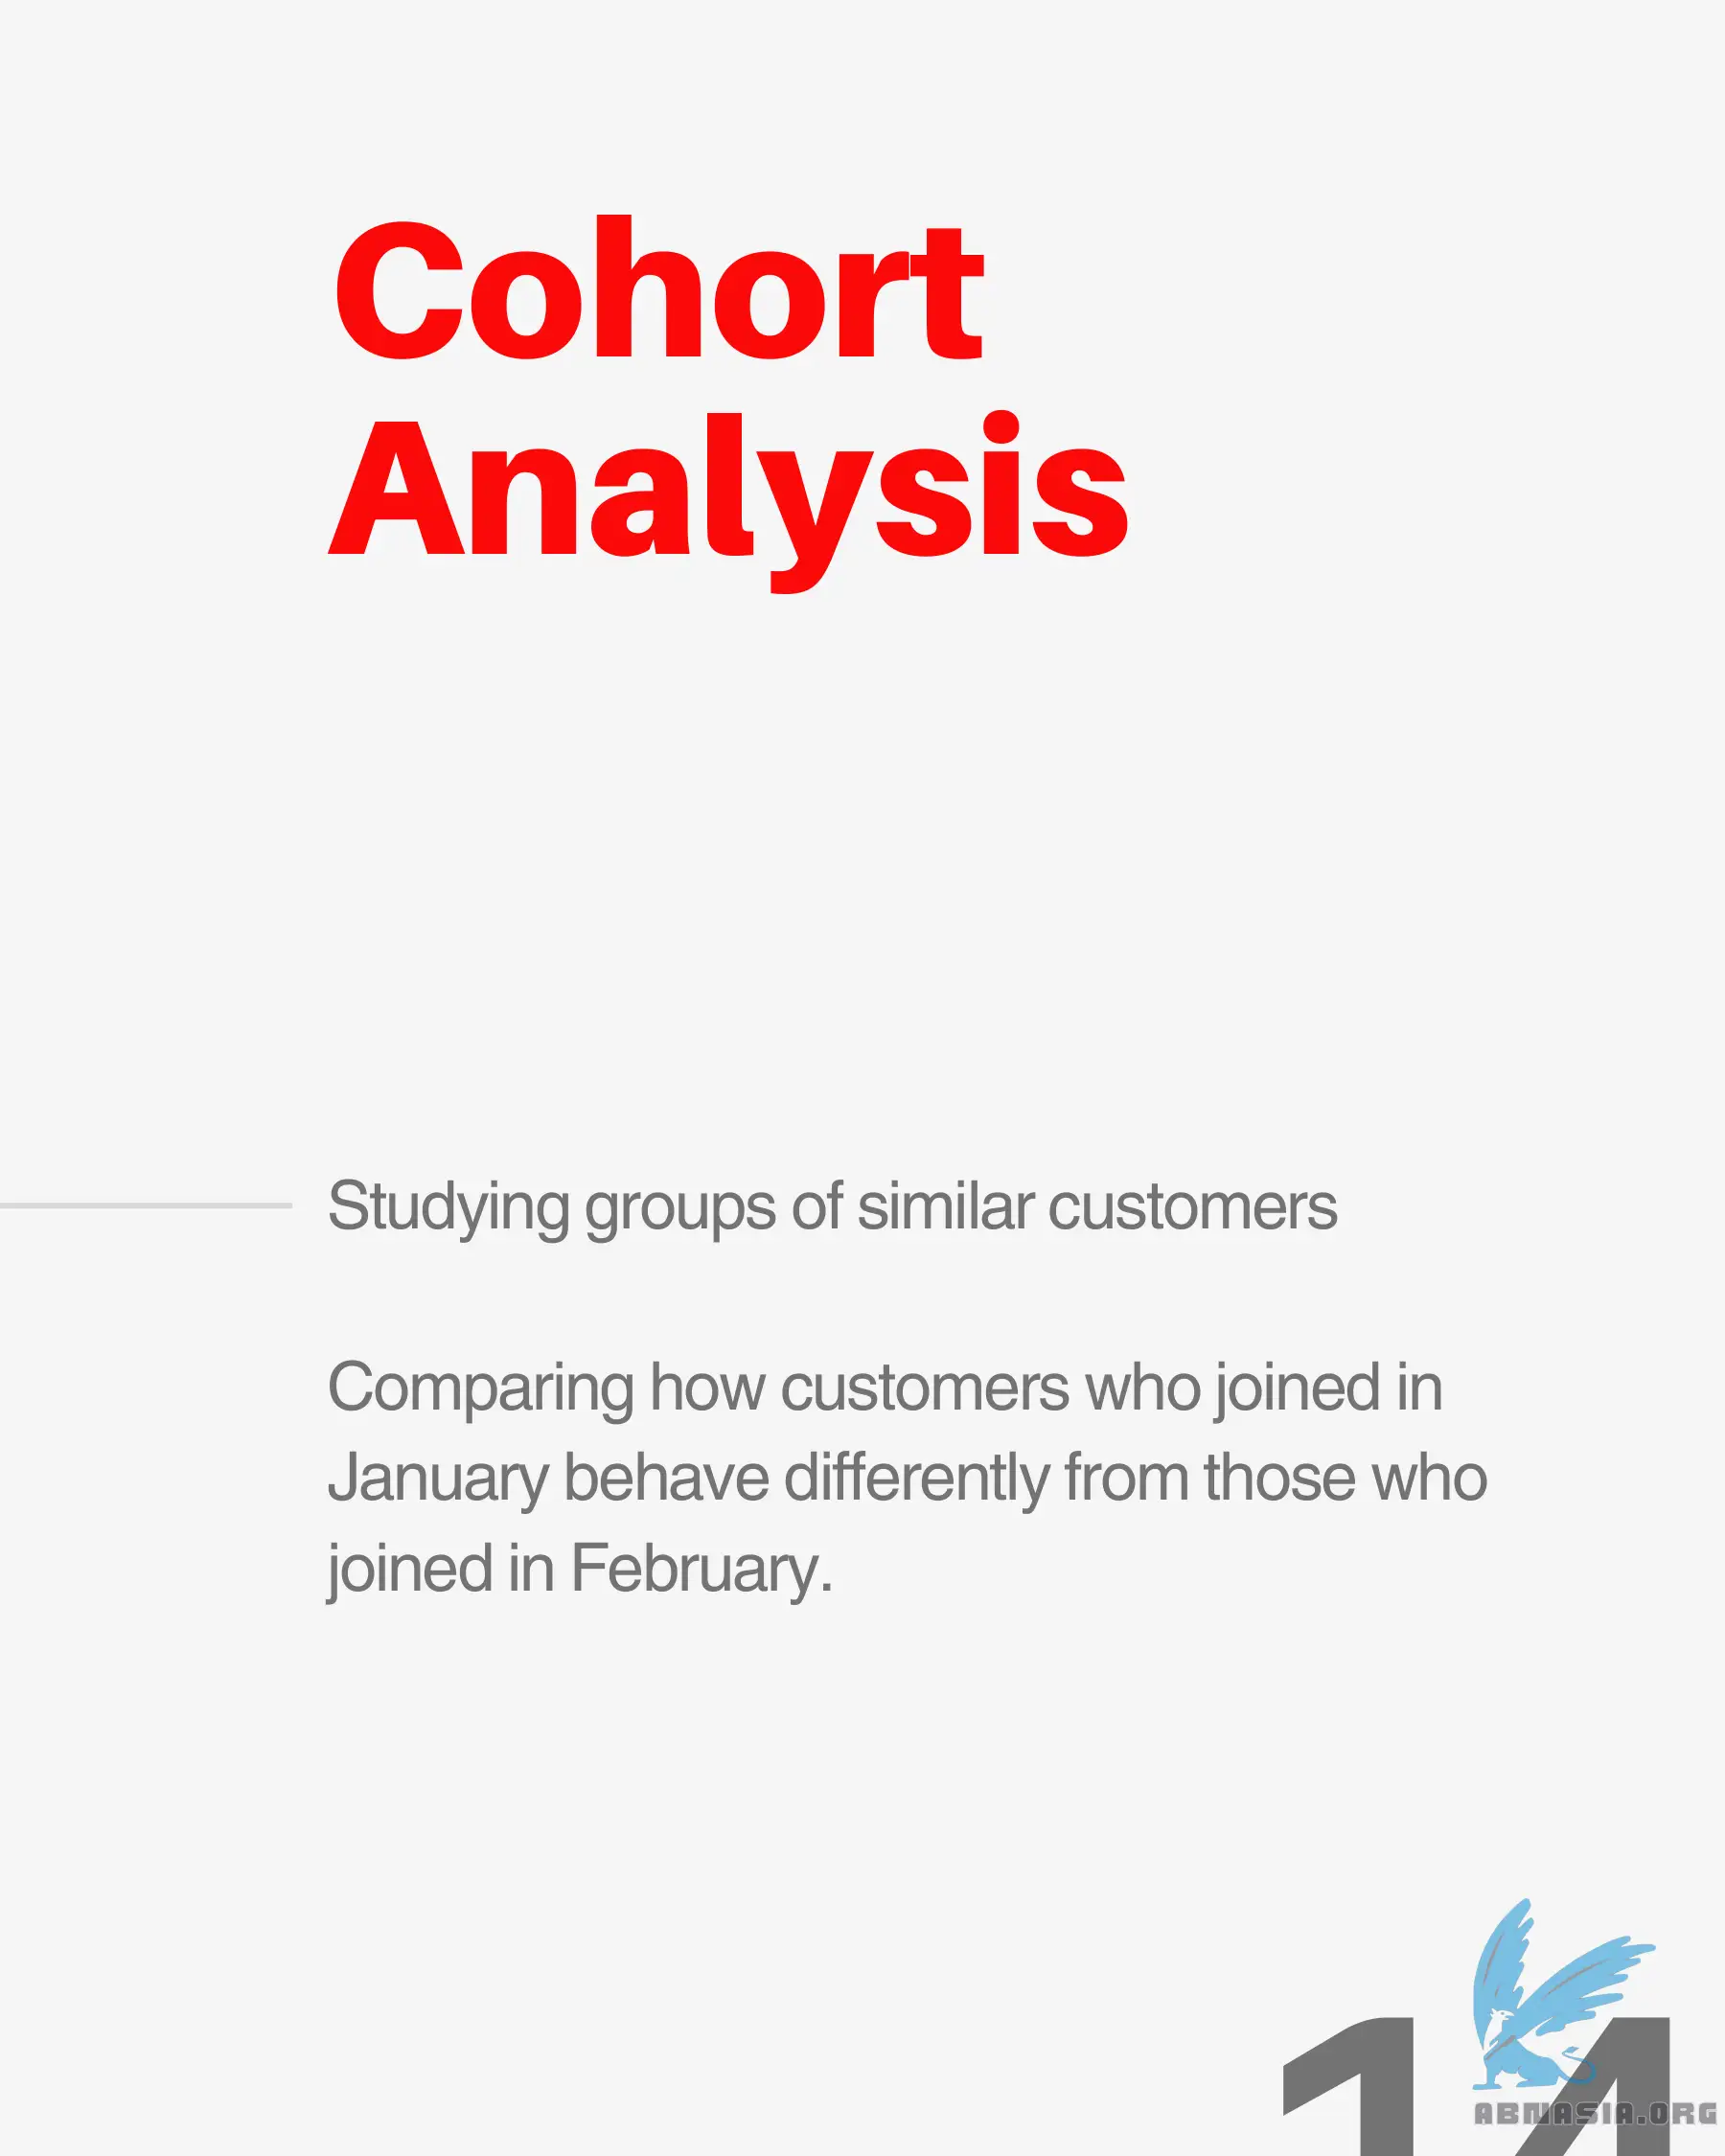 Cohort
Analysis
Studying groups of similar customers
Comparing how customers who joined in
January behave differently from those who
joined in February.
14
ABMASIA.ORG